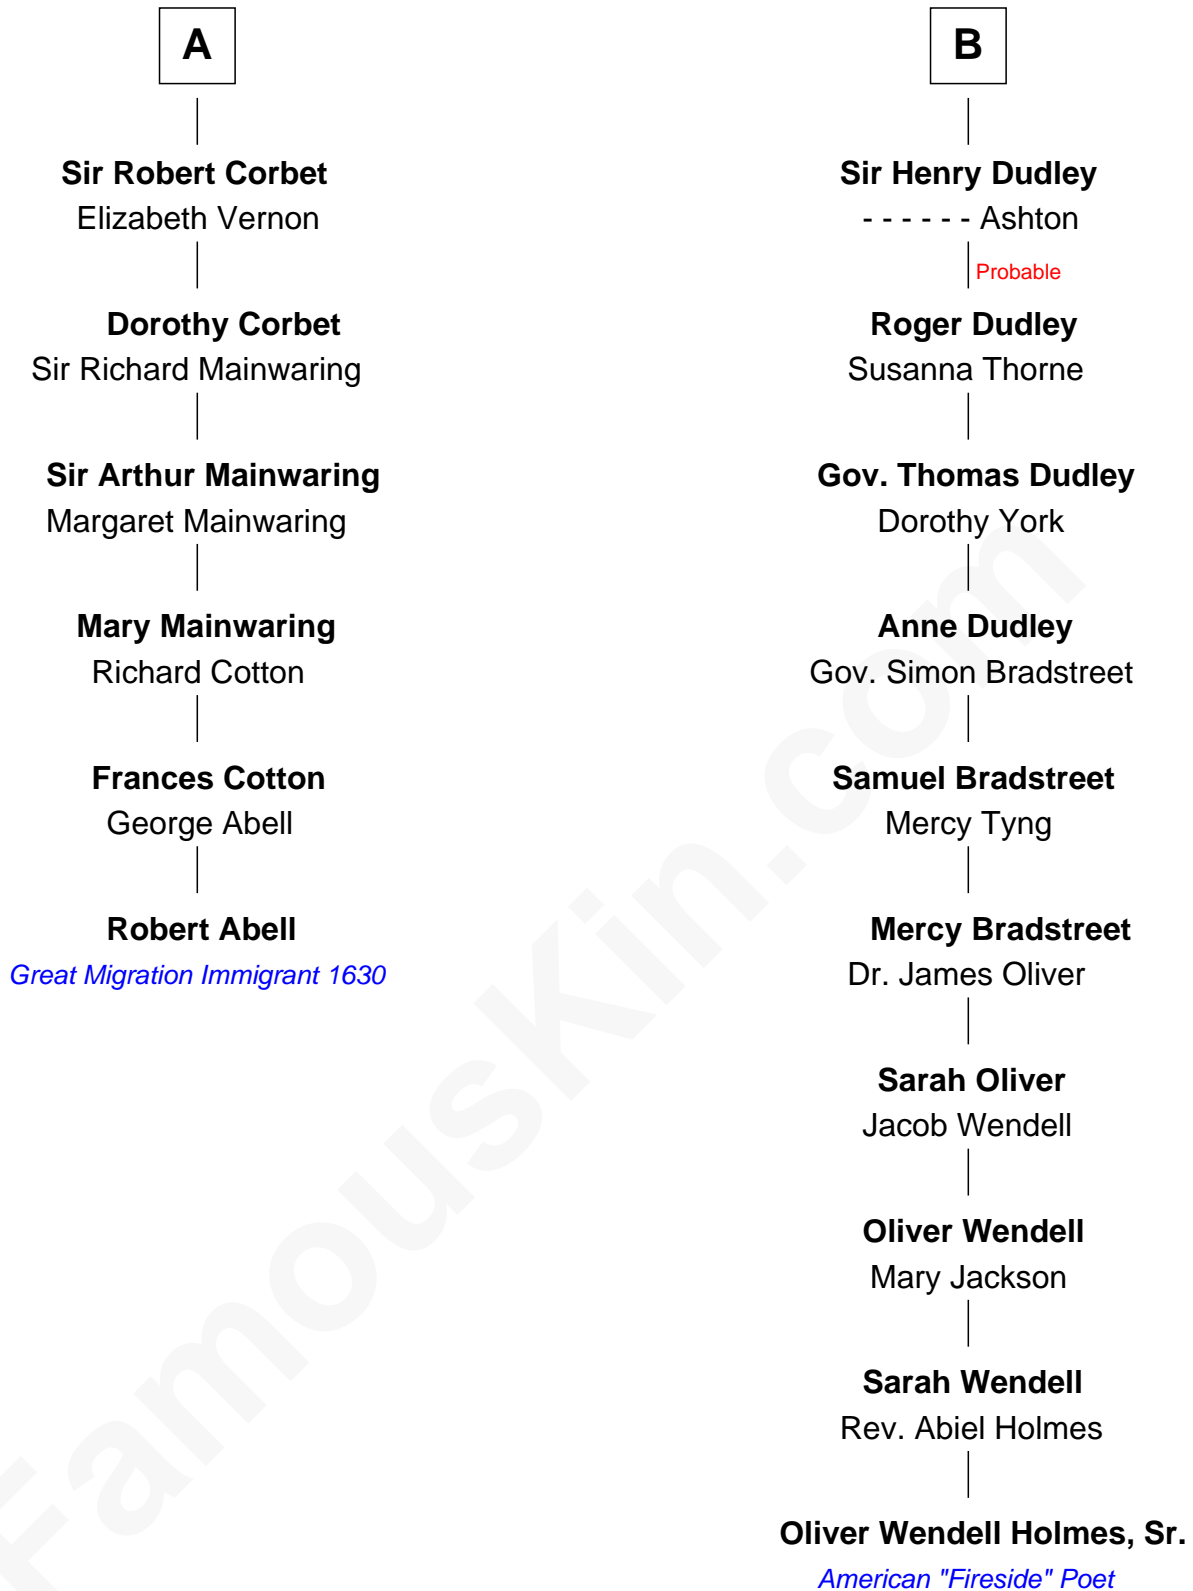 A
Sir Robert Corbet
Elizabeth Vernon
Dorothy Corbet
Sir Richard Mainwaring
Sir Arthur Mainwaring
Margaret Mainwaring
Mary Mainwaring
Richard Cotton
Frances Cotton
George Abell
Robert Abell
Great Migration Immigrant 1630
B
Sir Henry Dudley
- - - - - - Ashton
Probable
Roger Dudley
Susanna Thorne
Gov. Thomas Dudley
Dorothy York
Anne Dudley
Gov. Simon Bradstreet
Samuel Bradstreet
Mercy Tyng
Mercy Bradstreet
Dr. James Oliver
Sarah Oliver
Jacob Wendell
Oliver Wendell
Mary Jackson
Sarah Wendell
Rev. Abiel Holmes
Oliver Wendell Holmes, Sr.
American "Fireside" Poet
FamousKin.com